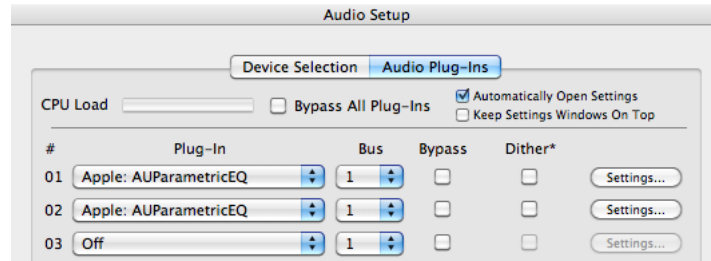 Audio Setup
Device Selection Audio Plug-Ins
CPU Load Bypass All Plug-Ins Automatically Open Settings
Keep Settings Windows On Top
# Plug-In Bus Bypass Dither*
01 Apple: AUParametricEQ 1 Settings...
02 Apple: AUParametricEQ 1 Settings...
03 Off 1 Settings...